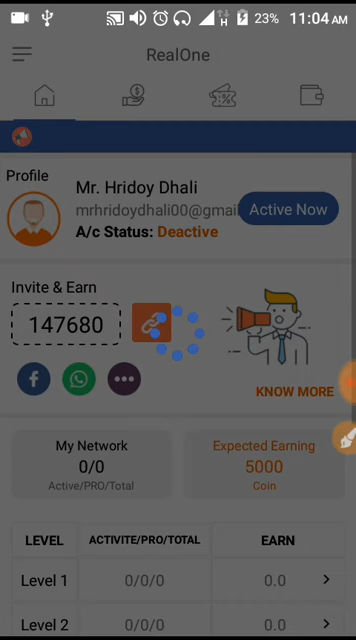 H 23% 11:04 AM
RealOne
Profile
Mr. Hridoy Dhali
mrhridoydhali00@gmail
Active Now
A/c Status: Deactive
Invite & Earn
147680
KNOW MORE
My Network
0/0
Active/PRO/Total
Expected Earning
5000
Coin
LEVEL ACTIVITE/PRO/TOTAL EARN
Level 1 0/0/0 0.0
Level 2 0/0/0 0.0